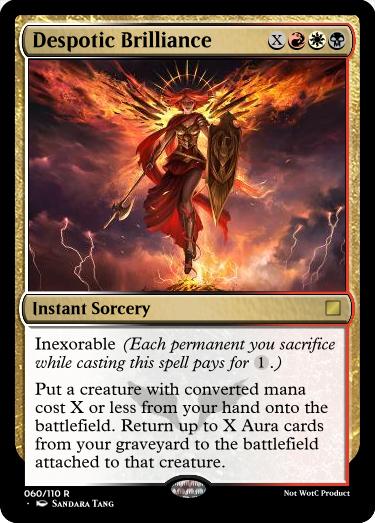 Despotic Brilliance X
Instant Sorcery
Inexorable (Each permanent you sacrifice
while casting this spell pays for 1.)
Put a creature with converted mana
cost X or less from your hand onto the
battlefield. Return up to X Aura cards
from your graveyard to the battlefield
attached to that creature.
060/110 R
Not WotC Product
· Sandara Tang